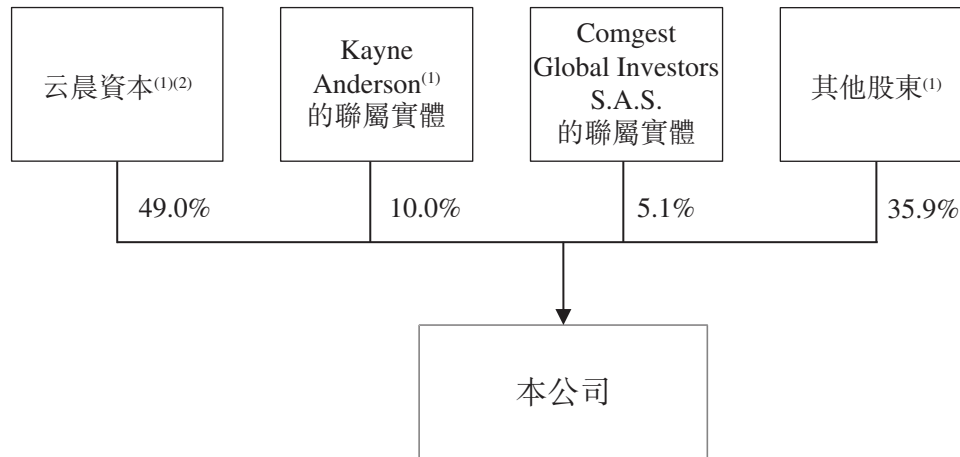 云晨資本(1)(2)
Kayne
Anderson(1)
的聯屬實體
Comgest
Global Investors
S.A.S.
的聯屬實體
其他股東(1)
49.0%
10.0%
5.1%
35.9%
本公司